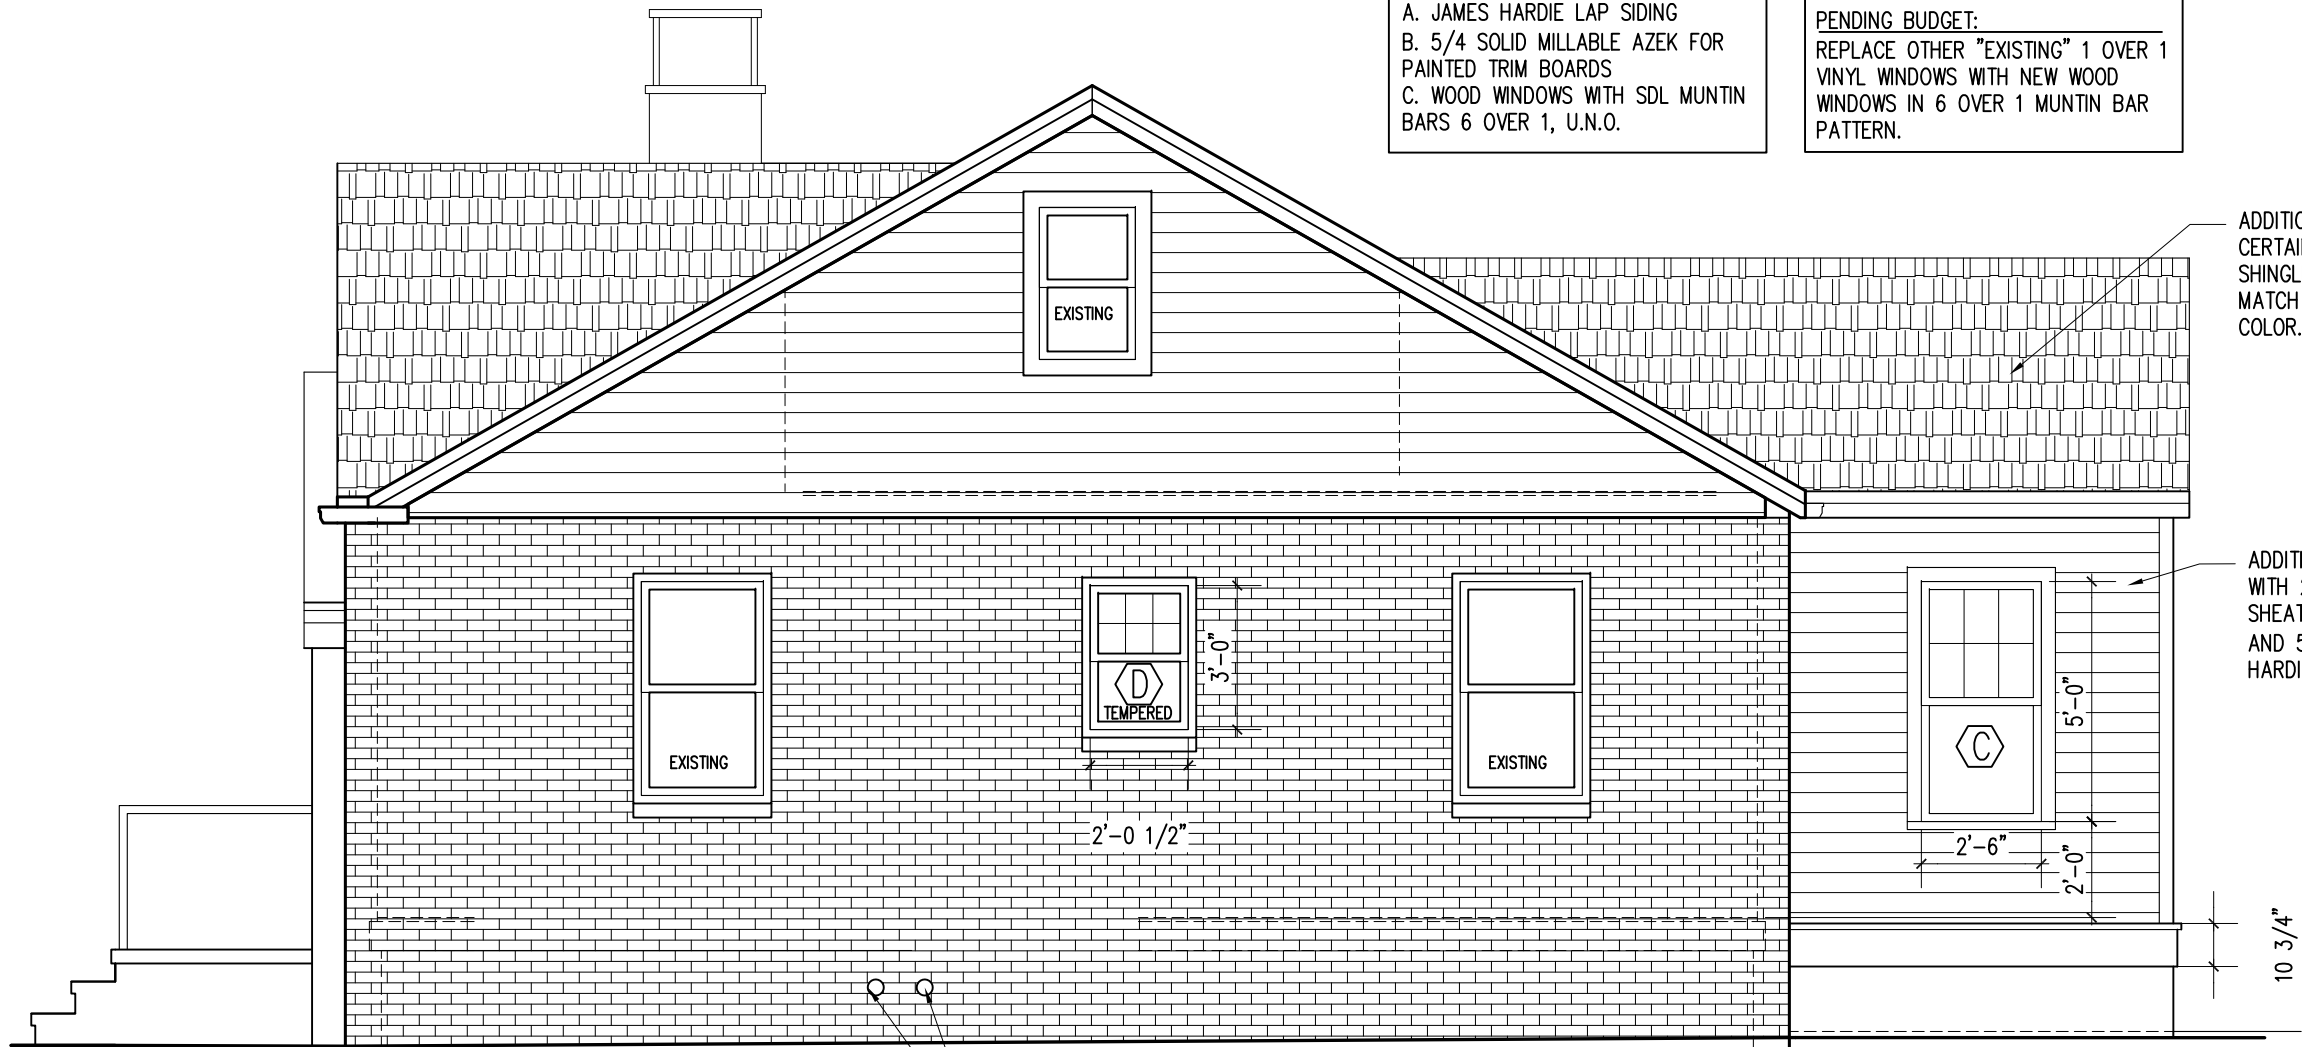 A. JAMES HARDIE LAP SIDING
B. 5/4 SOLID MILLABLE AZEK FOR
PAINTED TRIM BOARDS
C. WOOD WINDOWS WITH SDL MUNTIN
BARS 6 OVER 1, U.N.O.
PENDING BUDGET:
REPLACE OTHER "EXISTING" 1 OVER 1
VINYL WINDOWS WITH NEW WOOD
WINDOWS IN 6 OVER 1 MUNTIN BAR
PATTERN.
MATCH
COLOR.
EXISTING
WITH
AND
3'-0"
D
TEMPERED
5'-0"
C
EXISTING
EXISTING
2'-0 1/2"
2'-6"
2'-0"
10 3/4"